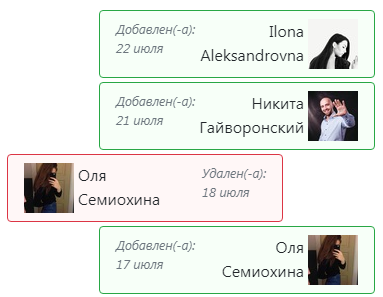 Добавлен(-а):
22 июля
Ilona
Aleksandrovna
Добавлен(-а):
21 июля
Никита
Гайворонский
Оля
Семиохина
Удален(-а):
18 июля
Добавлен(-а):
17 июля
Оля
Семиохина